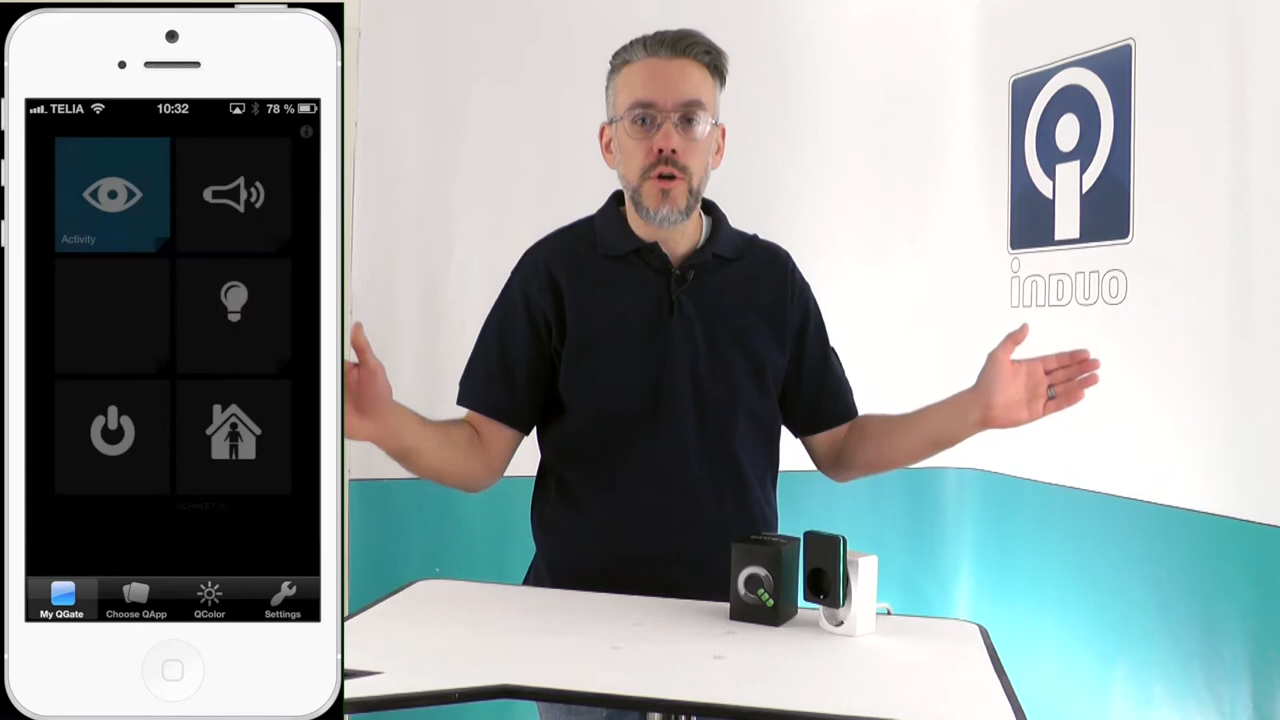 TELIA 10:32 78 %
Activity
My QGate Choose QApp QColor Settings
INDUO